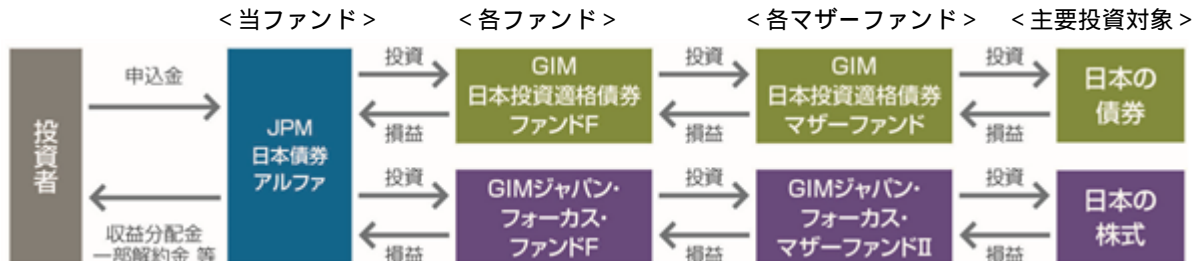 <当ファンド>
<各ファンド>
<各マザーファンド>
<主要投資対象>
投資者
申込金
収益分配金
一部解約金 等
JPM
日本債券
アルファ
投資
損益
GIM
日本投資適格債券
ファンドF
投資
損益
GIM
日本投資適格債券
マザーファンド
投資
損益
日本の
債券
投資
損益
GIMジャパン・
フォーカス・
ファンドF
投資
損益
GIMジャパン・
フォーカス・
マザーファンドII
投資
損益
日本の
株式